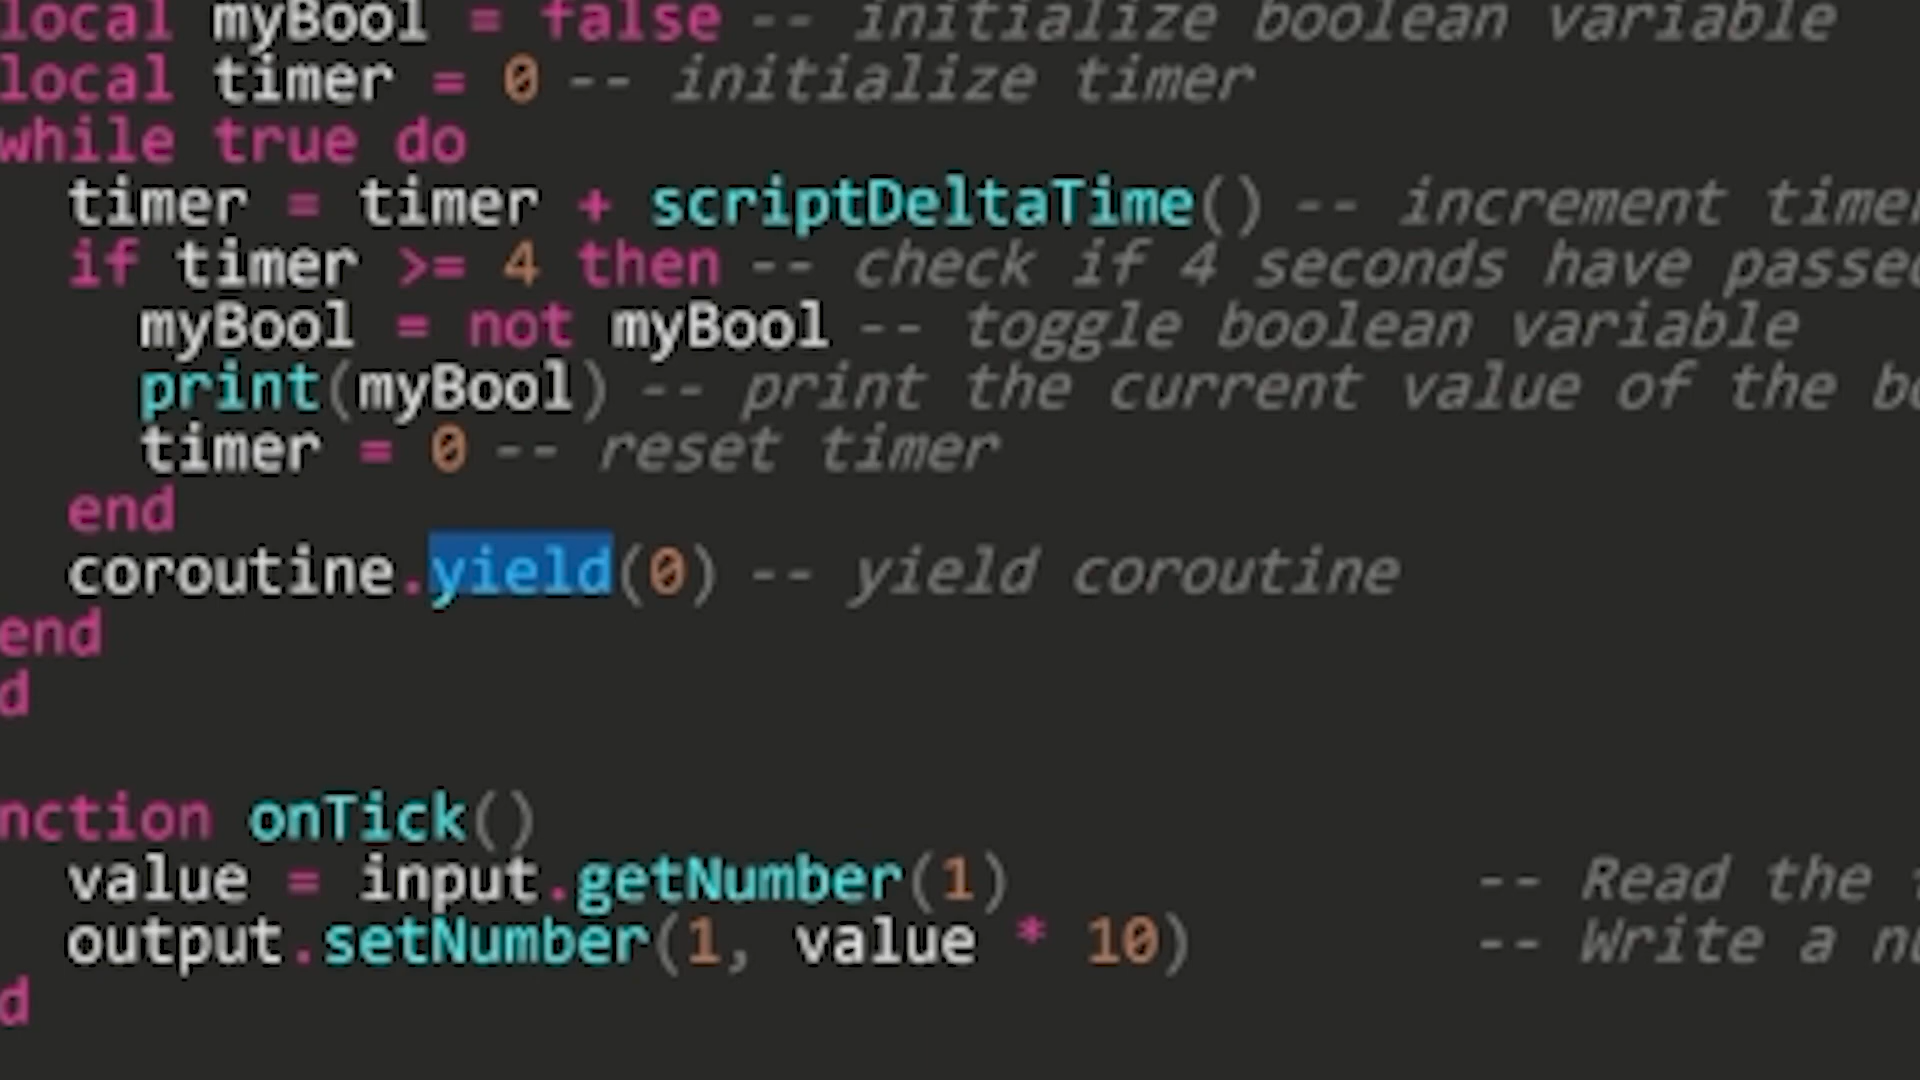 local myBool = false -- initialize boolean variable
local timer = 0 -- initialize timer
while true do
timer = timer + scriptDeltaTime() -- increment timer
if timer >= 4 then -- check if 4 seconds have passed
myBool = not myBool -- toggle boolean variable
print(myBool) -- print the current value of the
timer = 0 -- reset timer
end
coroutine.yield(0) -- yield coroutine
end
d
nction onTick()
value = input.getNumber(1) -- Read the
output.setNumber(1, value * 10) -- Write a
d